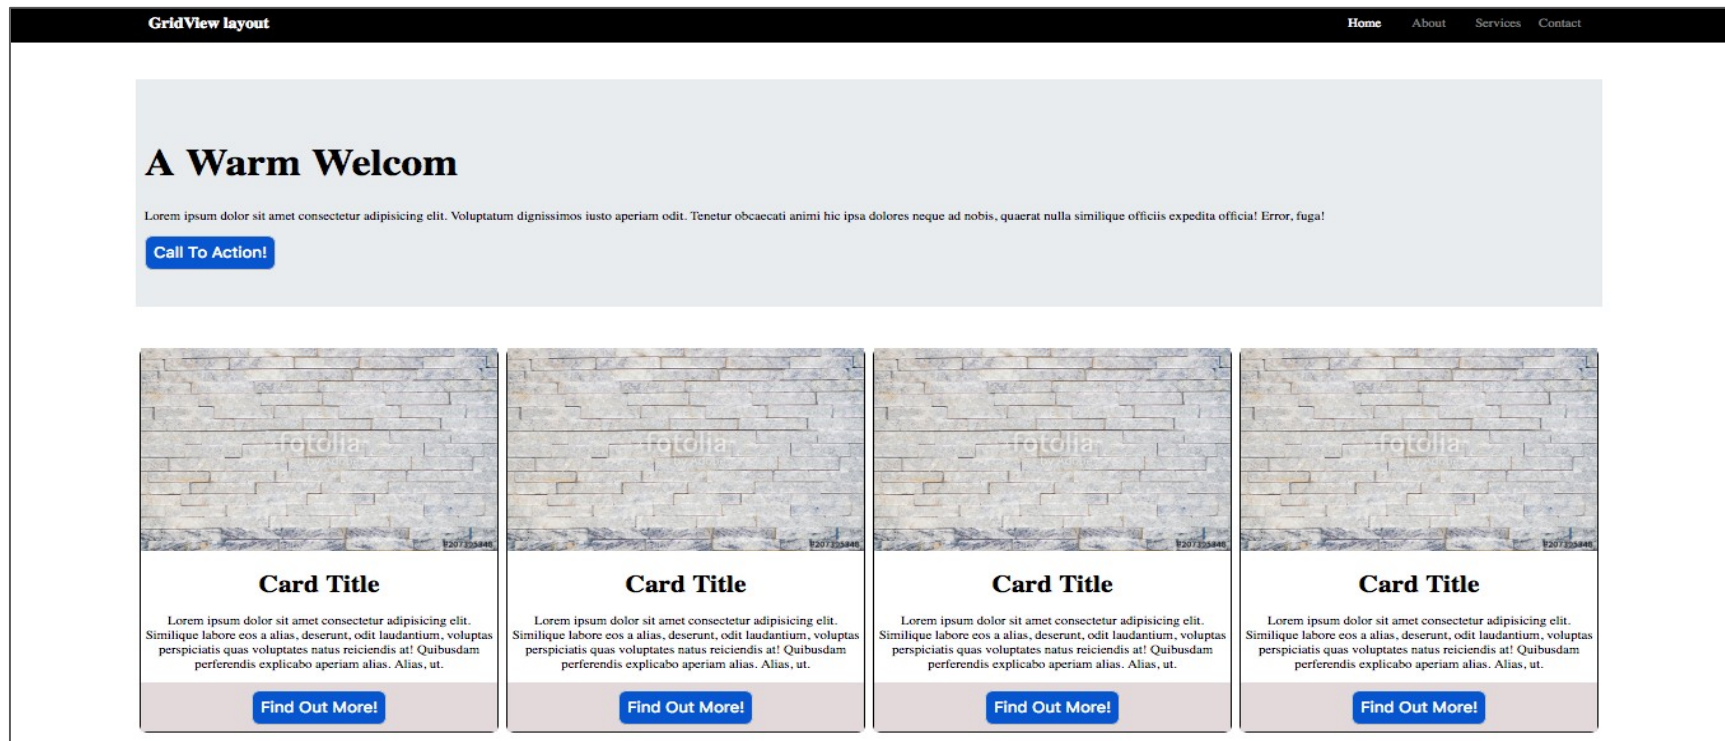 GridView layout
Home About Services Contact
A Warm Welcom
Lorem ipsum dolor sit amet consectetur adipisicing elit. Voluptatum dignissimos iusto aperiam odit. Tenetur obcaecati animi hic ipsa dolores neque ad nobis, quaerat nulla similique officiis expedita officia! Error, fuga!
Call To Action!
fotolia
#207325346
Card Title
Lorem ipsum dolor sit amet consectetur adipisicing elit.
Similique labore eos a alias, deserunt, odit laudantium, voluptas
perspiciatis quas voluptates natus reiciendis at! Quibusdam
perferendis explicabo aperiam alias. Alias, ut.
Find Out More!
fotolia
#207325346
Card Title
Lorem ipsum dolor sit amet consectetur adipisicing elit.
Similique labore eos a alias, deserunt, odit laudantium, voluptas
perspiciatis quas voluptates natus reiciendis at! Quibusdam
perferendis explicabo aperiam alias. Alias, ut.
Find Out More!
fotolia
#207325346
Card Title
Lorem ipsum dolor sit amet consectetur adipisicing elit.
Similique labore eos a alias, deserunt, odit laudantium, voluptas
perspiciatis quas voluptates natus reiciendis at! Quibusdam
perferendis explicabo aperiam alias. Alias, ut.
Find Out More!
fotolia
#207325346
Card Title
Lorem ipsum dolor sit amet consectetur adipisicing elit.
Similique labore eos a alias, deserunt, odit laudantium, voluptas
perspiciatis quas voluptates natus reiciendis at! Quibusdam
perferendis explicabo aperiam alias. Alias, ut.
Find Out More!